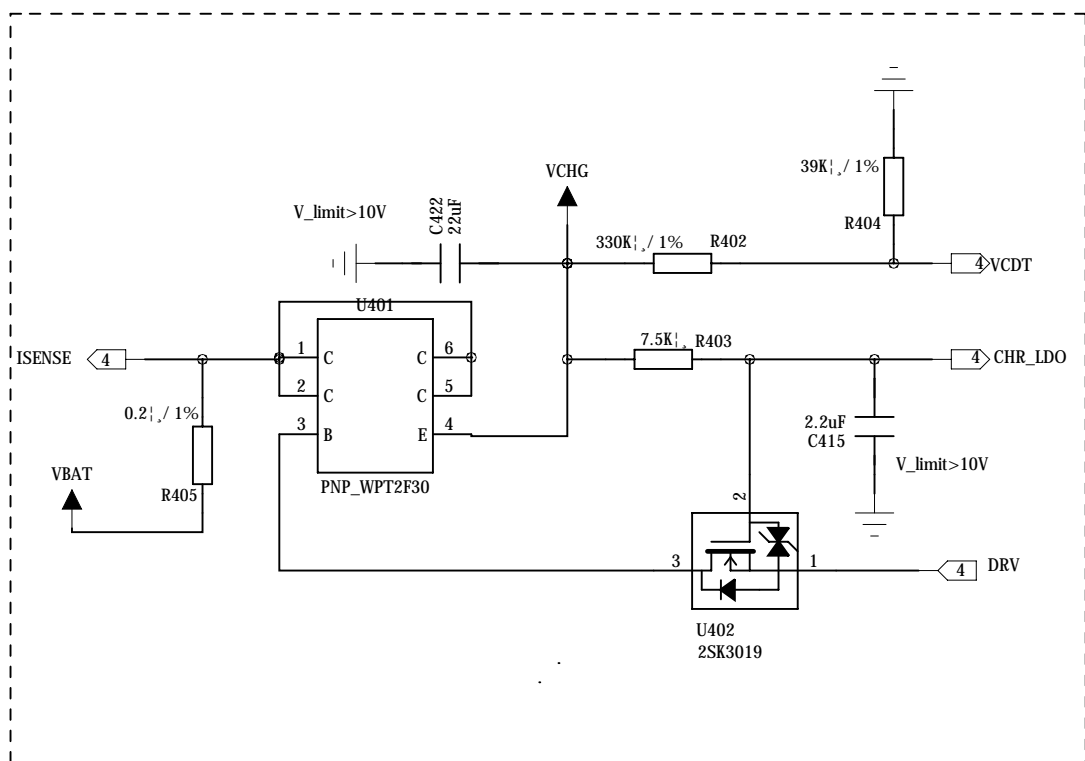 VCHG
39K¦¸/ 1%
R404
V_limit>10V
C422
22uF
330K¦¸/ 1%
R402
4
VCDT
U401
ISENSE
4
1
C
C
6
2
C
C
5
3
B
E
4
7.5K¦¸
R403
4
CHR_LDO
0.2¦¸/ 1%
R405
VBAT
PNP_WPT2F30
2.2uF
C415
V_limit>10V
2
3
1
4
DRV
U402
2SK3019